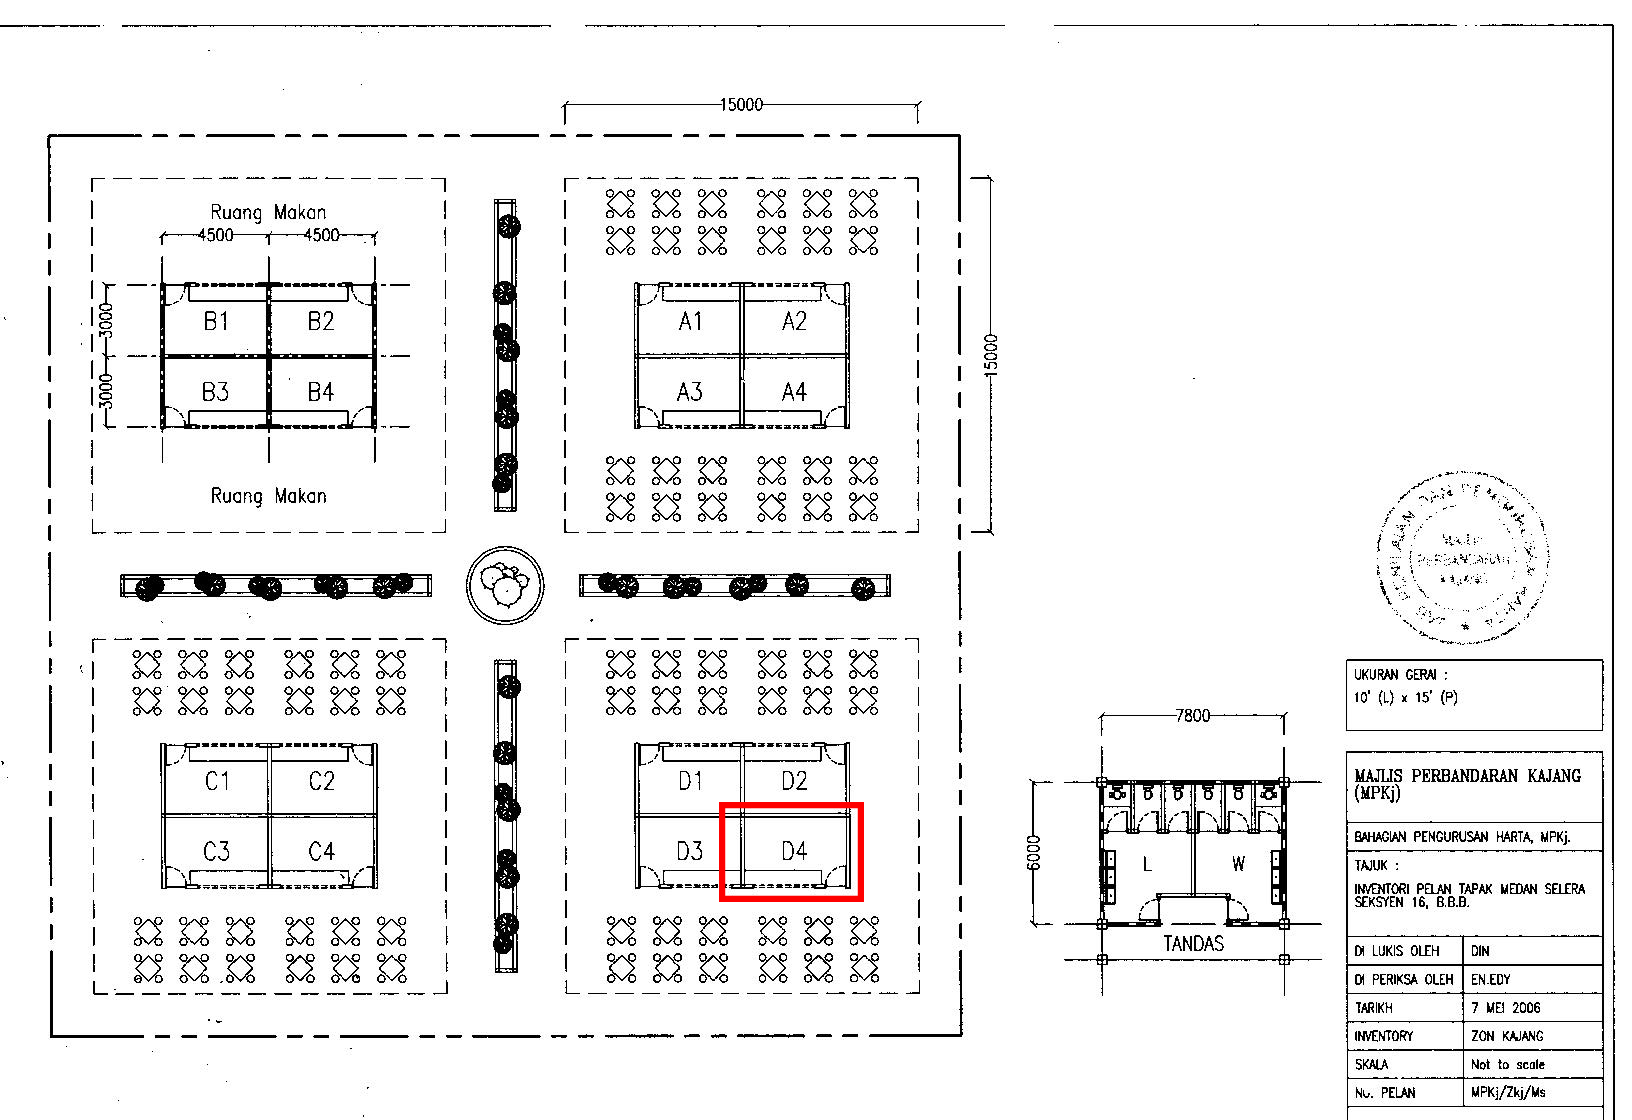 15000
Ruang Makan
4500 4500
3000
B1 B2
3000
B3 B4
Ruang Makan
A1 A2
A3 A4
15000
C1 C2
C3 C4
D1 D2
D3 D4
7800
6000
L W
TANDAS
MAJLIS
PERBANDARAN
KAJANG
UKURAN GERAI :
10' (L) x 15' (P)
MAJLIS PERBANDARAN KAJANG
(MPKj)
BAHAGIAN PENGURUSAN HARTA, MPKj.
TAJUK :
INVENTORI PELAN TAPAK MEDAN SELERA
SEKSYEN 16, B.B.B.
DI LUKIS OLEH DIN
DI PERIKSA OLEH EN.EDY
TARIKH 7 MEI 2006
INVENTORY ZON KAJANG
SKALA Not to scale
No. PELAN MPKj/Zkj/Ms